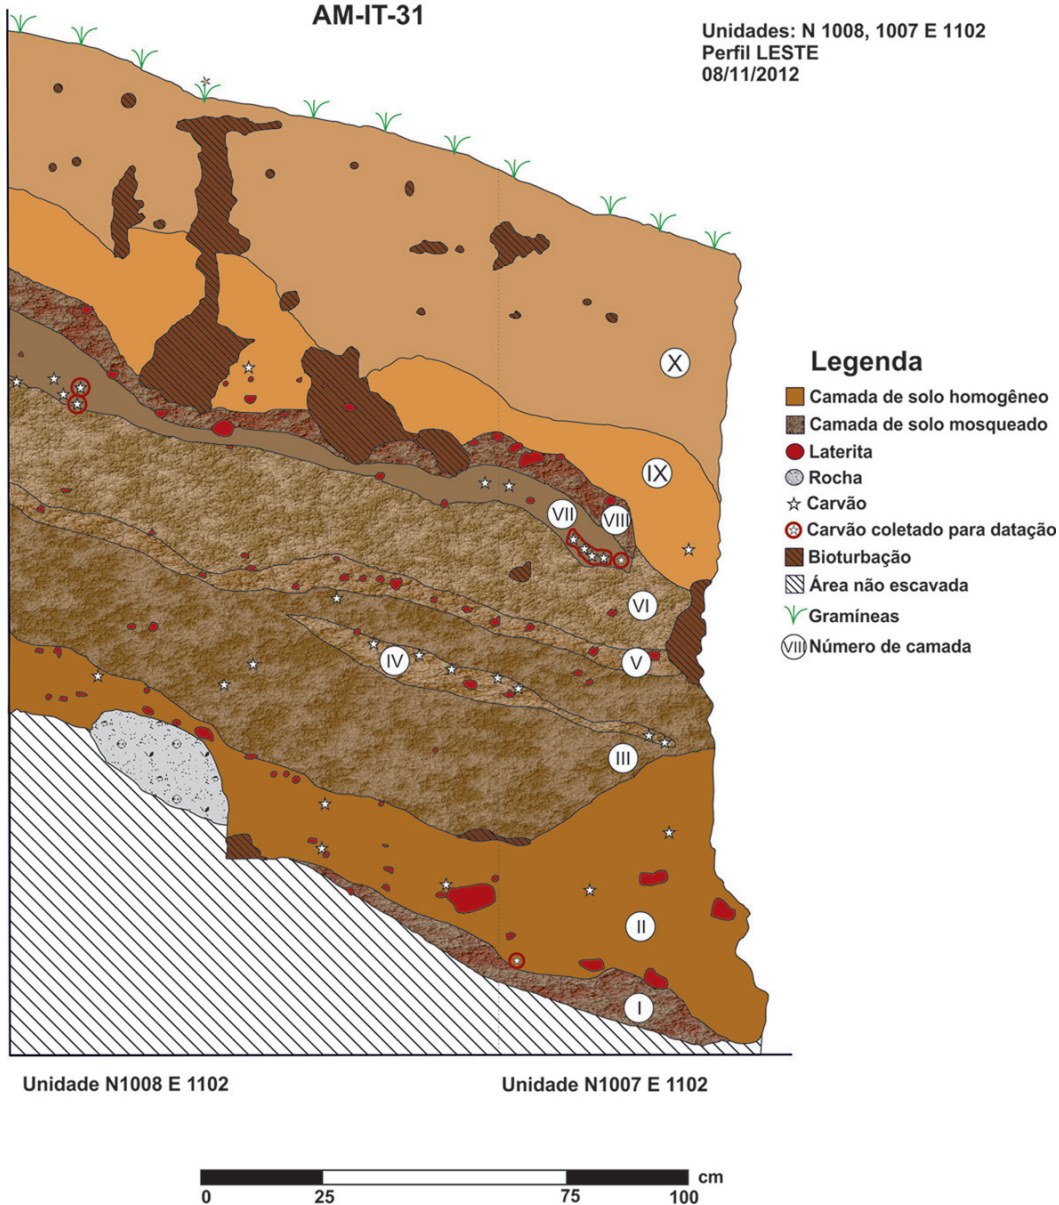 AM-IT-31
Unidades: N 1008, 1007 E 1102
Perfil LESTE
08/11/2012
X
IX
VII
VIII
VI
V
IV
III
II
I
Legenda
Camada de solo homogêneo
Camada de solo mosqueado
Laterita
Rocha
Carvão
Carvão coletado para datação
Bioturbação
Área não escavada
Gramíneas
VIII Número de camada
Unidade N1008 E 1102
Unidade N1007 E 1102
cm
0 25 75 100